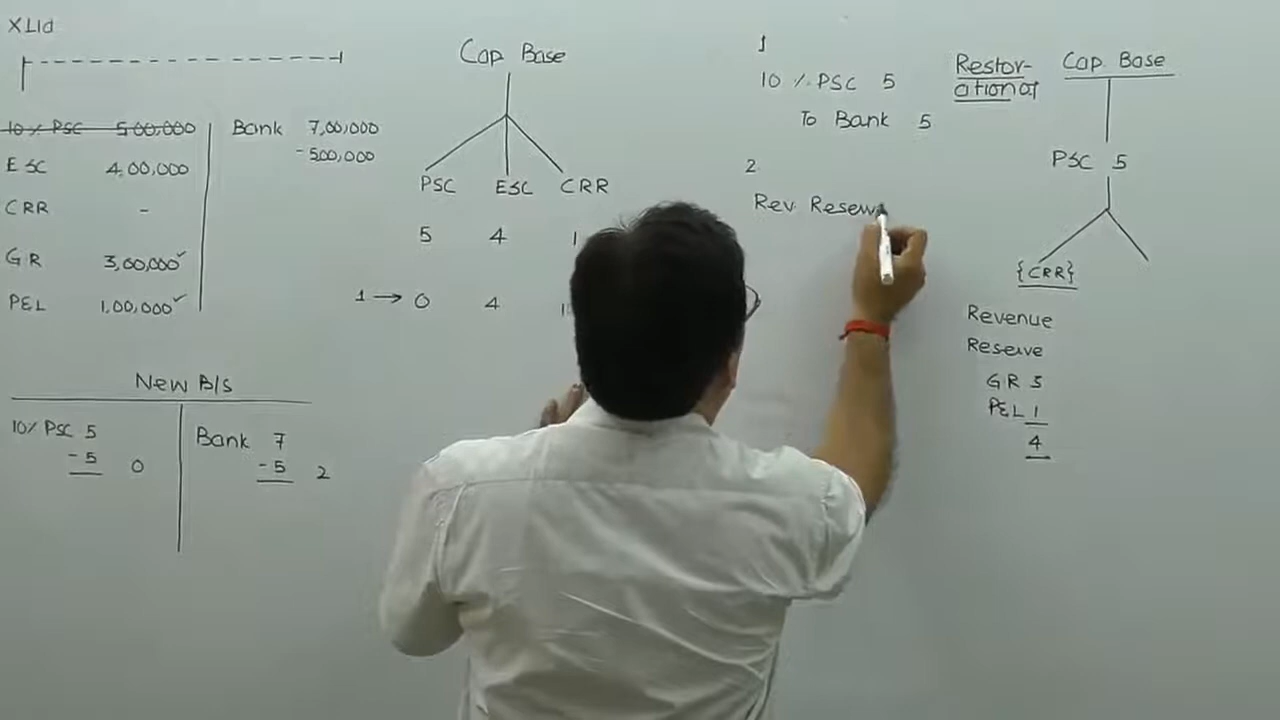 X Ltd
10% PSC 500,000
ESC 4,00,000
CRR -
GR 3,00,000✓
PEL 1,00,000✓
Bank 7,00,000
-500,000
New B/S
10% PSC 5
-5 0
Bank 7
-5 2
Cap Base
PSC ESC CRR
5 4
1 → 0 4
1
10 % PSC 5
To Bank 5
2
Rev. Reserv
Restor-
ation of
Cap Base
PSC 5
{CRR}
Revenue
Reserve
GR 3
PEL 1
4